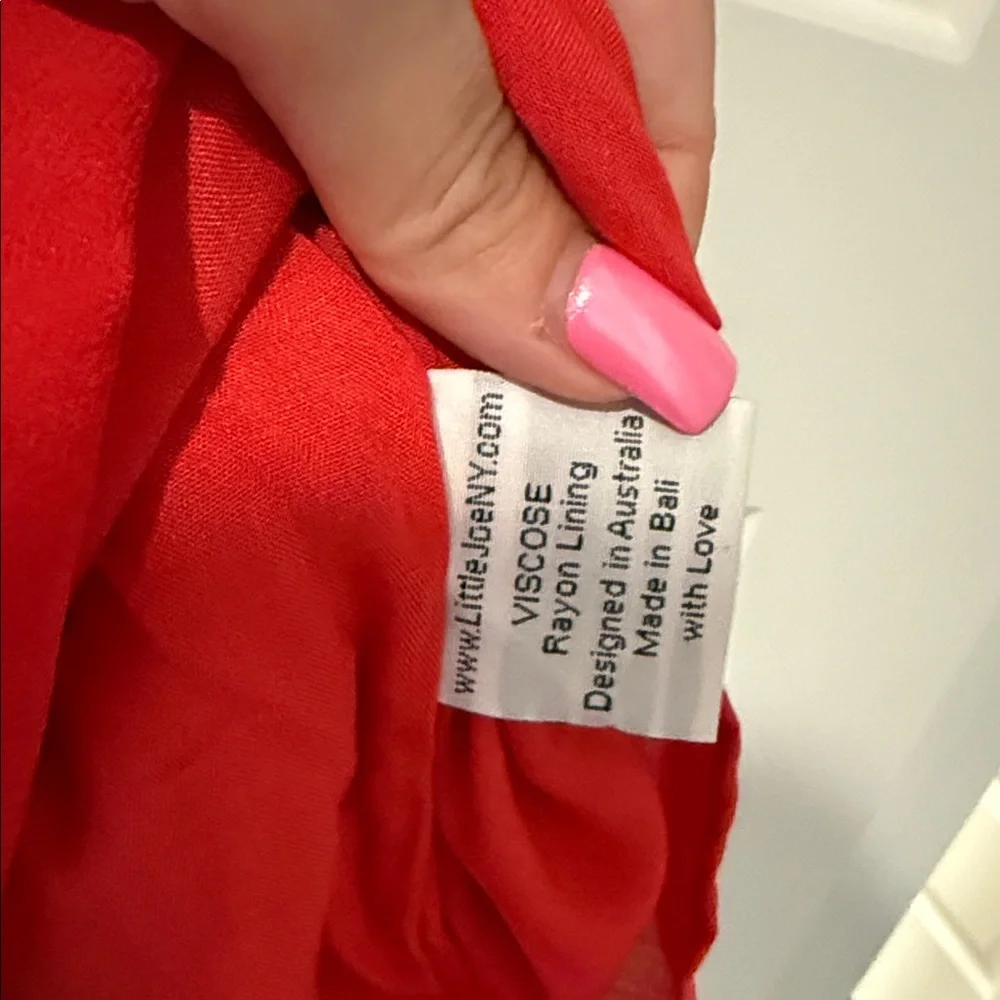 www.LittleJoeNY.com
VISCOSE
Rayon Lining
Designed in Australia
Made in Bali
with Love